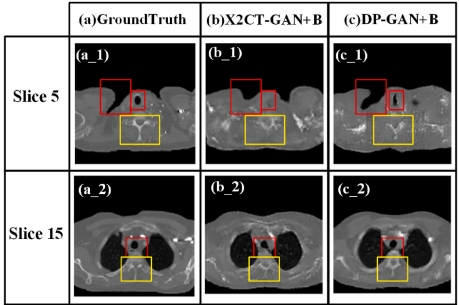 (a)GroundTruth (b)X2CT-GAN+B (c)DP-GAN+B
Slice 5 (a_1) (b_1) (c_1)
Slice 15 (a_2) (b_2) (c_2)